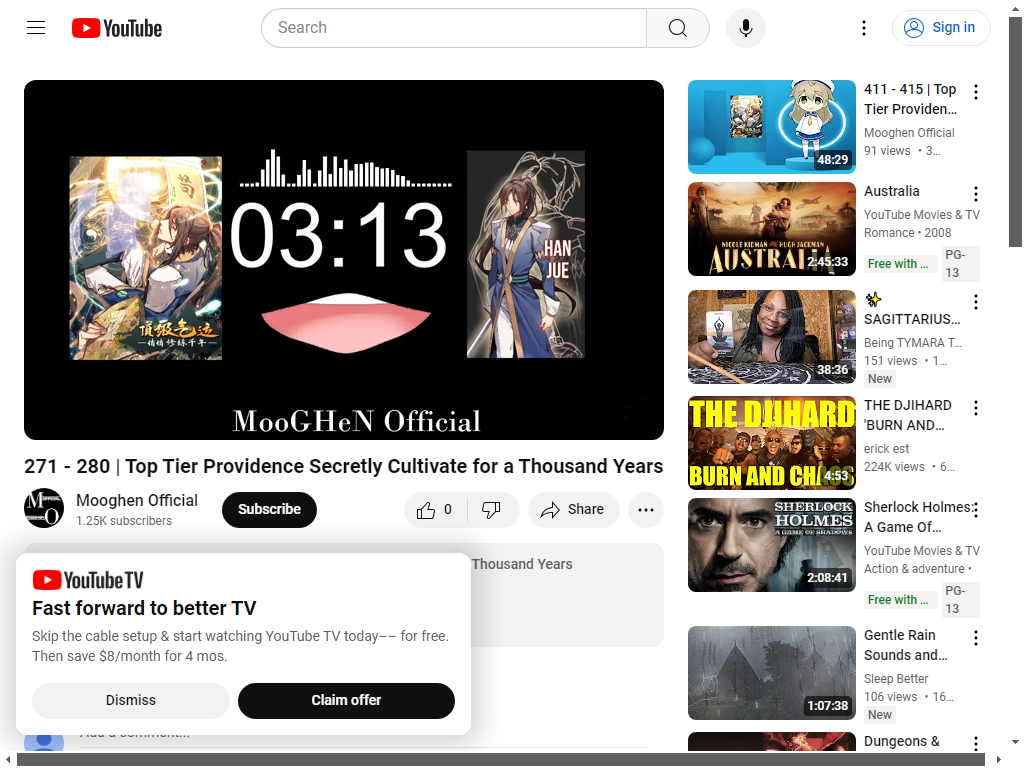 YouTube
Search
Sign in
03:13
HAN
JUE
頂級氣運
悄悄修練千年
MooGHeN Official
271 - 280 | Top Tier Providence Secretly Cultivate for a Thousand Years
Mooghen Official
1.25K subscribers
Subscribe
0
Share
Thousand Years
YouTube TV
Fast forward to better TV
Skip the cable setup & start watching YouTube TV today–– for free.
Then save $8/month for 4 mos.
Dismiss
Claim offer
48:29
411 - 415 | Top
Tier Providen…
Mooghen Official
91 views • 3…
NICOLE KIDMAN HUGH JACKMAN
AUSTRALIA
2:45:33
Australia
YouTube Movies & TV
Romance • 2008
Free with ...
PG-
13
38:36
SAGITTARIUS…
Being TYMARA T…
151 views • 1…
New
THE DJIHARD
BURN AND CHASS
4:53
THE DJIHARD
'BURN AND…
erick est
224K views • 6…
SHERLOCK
HOLMES
A GAME OF SHADOWS
2:08:41
Sherlock Holmes:
A Game Of…
YouTube Movies & TV
Action & adventure •
Free with ...
PG-
13
1:07:38
Gentle Rain
Sounds and…
Sleep Better
106 views • 16…
New
Dungeons &